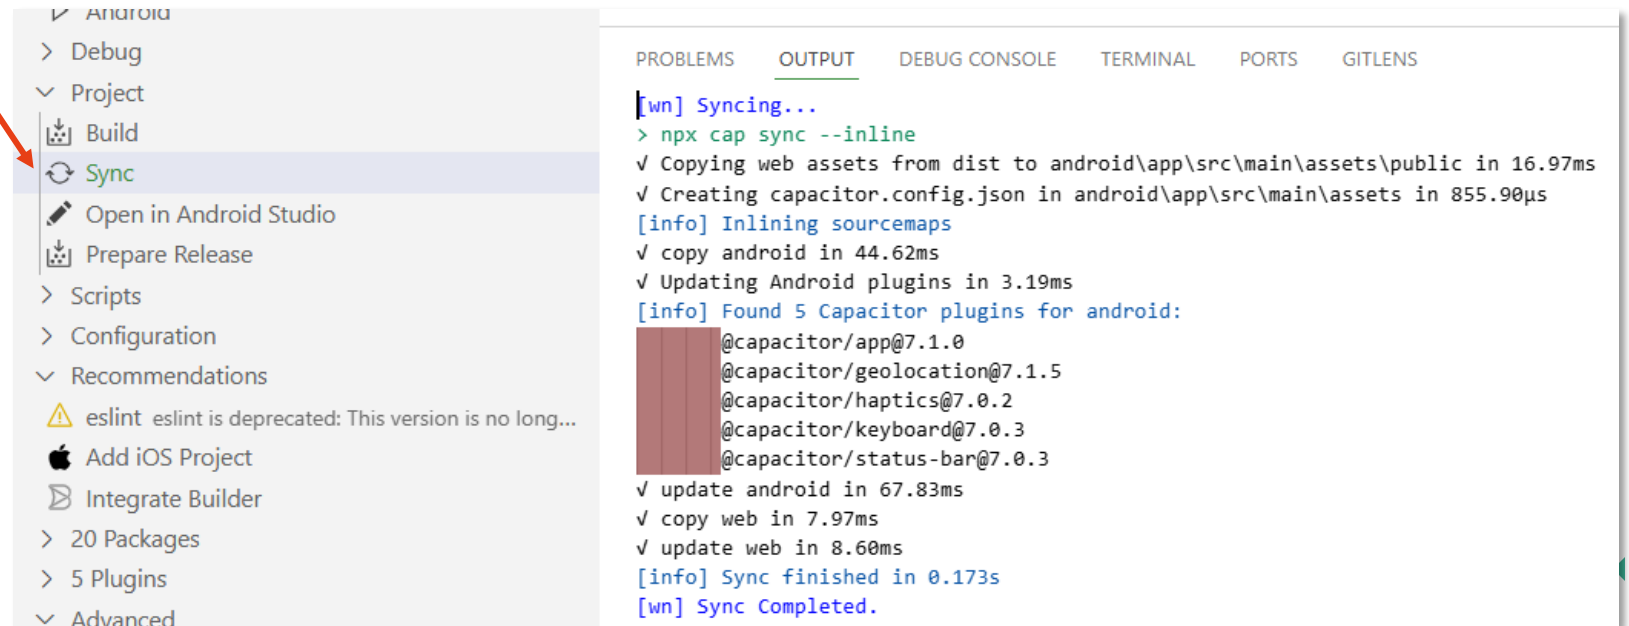 Android
Debug
Project
Build
Sync
Open in Android Studio
Prepare Release
Scripts
Configuration
Recommendations
eslint eslint is deprecated: This version is no long...
Add iOS Project
Integrate Builder
20 Packages
5 Plugins
Advanced
PROBLEMS OUTPUT DEBUG CONSOLE TERMINAL PORTS GITLENS
[wn] Syncing...
> npx cap sync --inline
√ Copying web assets from dist to android\app\src\main\assets\public in 16.97ms
√ Creating capacitor.config.json in android\app\src\main\assets in 855.90μs
[info] Inlining sourcemaps
√ copy android in 44.62ms
√ Updating Android plugins in 3.19ms
[info] Found 5 Capacitor plugins for android:
@capacitor/app@7.1.0
@capacitor/geolocation@7.1.5
@capacitor/haptics@7.0.2
@capacitor/keyboard@7.0.3
@capacitor/status-bar@7.0.3
√ update android in 67.83ms
√ copy web in 7.97ms
√ update web in 8.60ms
[info] Sync finished in 0.173s
[wn] Sync Completed.